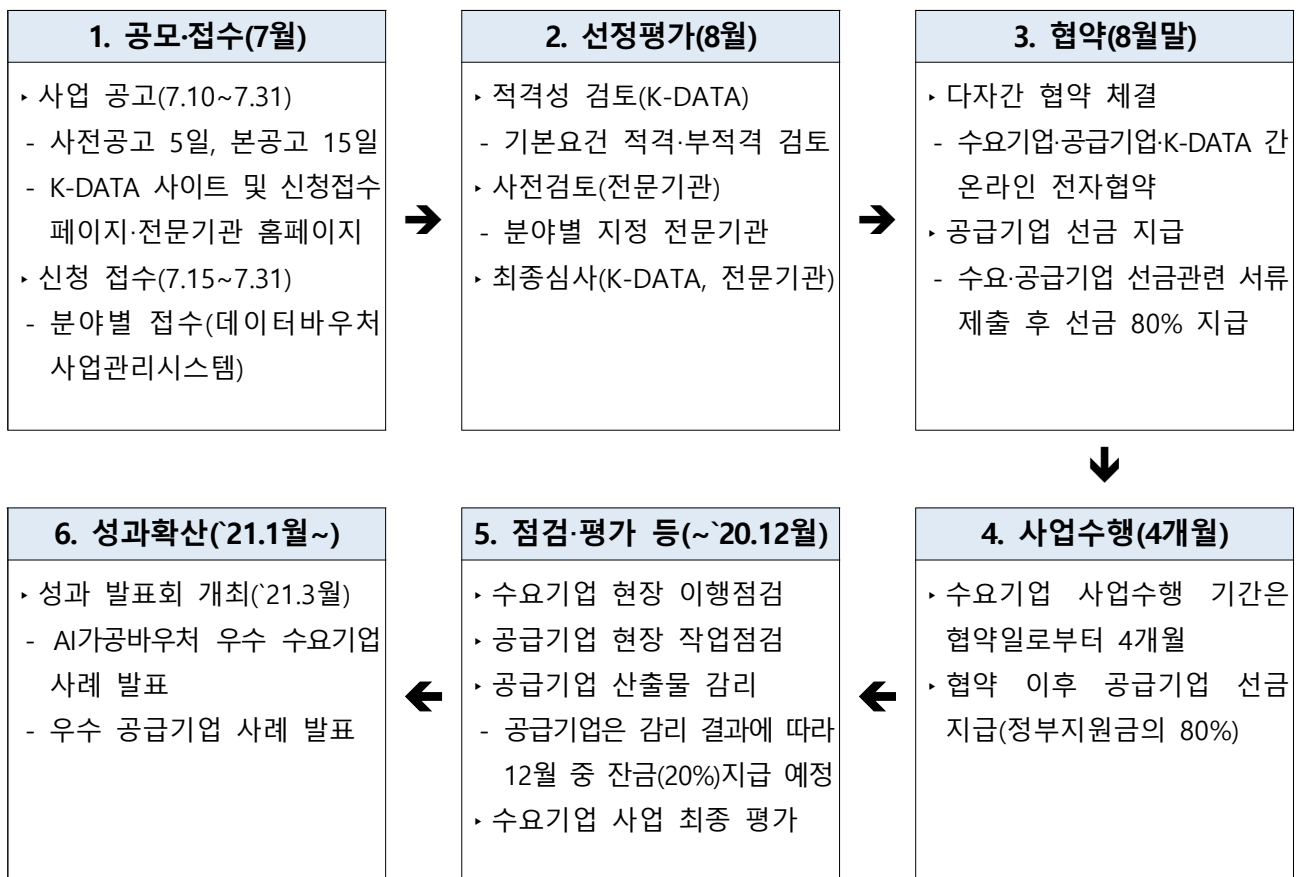 1. 공모·접수(7월)
‣ 사업 공고(7.10~7.31)
- 사전공고 5일, 본공고 15일
- K-DATA 사이트 및 신청접수
페이지·전문기관 홈페이지
‣ 신청 접수(7.15~7.31)
- 분야별 접수(데이터바우처
사업관리시스템)
➔
2. 선정평가(8월)
‣ 적격성 검토(K-DATA)
- 기본요건 적격·부적격 검토
‣ 사전검토(전문기관)
- 분야별 지정 전문기관
‣ 최종심사(K-DATA, 전문기관)
➔
3. 협약(8월말)
‣ 다자간 협약 체결
- 수요기업·공급기업·K-DATA 간
온라인 전자협약
‣ 공급기업 선금 지급
- 수요·공급기업 선금관련 서류
제출 후 선금 80% 지급
🡻
4. 사업수행(4개월)
‣ 수요기업 사업수행 기간은
협약일로부터 4개월
‣ 협약 이후 공급기업 선금
지급(정부지원금의 80%)
🡸
5. 점검·평가 등(~`20.12월)
‣ 수요기업 현장 이행점검
‣ 공급기업 현장 작업점검
‣ 공급기업 산출물 감리
- 공급기업은 감리 결과에 따라
12월 중 잔금(20%)지급 예정
‣ 수요기업 사업 최종 평가
🡸
6. 성과확산(`21.1월~)
‣ 성과 발표회 개최(`21.3월)
- AI가공바우처 우수 수요기업
사례 발표
- 우수 공급기업 사례 발표